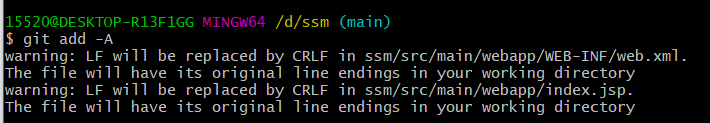 15520@DESKTOP-R13F1GG MINGW64 /d/ssm (main)
$ git add -A
warning: LF will be replaced by CRLF in ssm/src/main/webapp/WEB-INF/web.xml.
The file will have its original line endings in your working directory
warning: LF will be replaced by CRLF in ssm/src/main/webapp/index.jsp.
The file will have its original line endings in your working directory